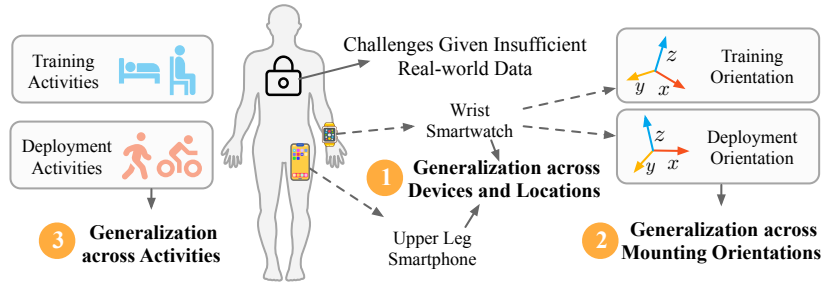 Training
Activities
Deployment
Activities
3
Generalization
across Activities
Challenges Given Insufficient
Real-world Data
Wrist
Smartwatch
1
Generalization across
Devices and Locations
Upper Leg
Smartphone
z
y
x
Training
Orientation
z
y
x
Deployment
Orientation
2
Generalization across
Mounting Orientations